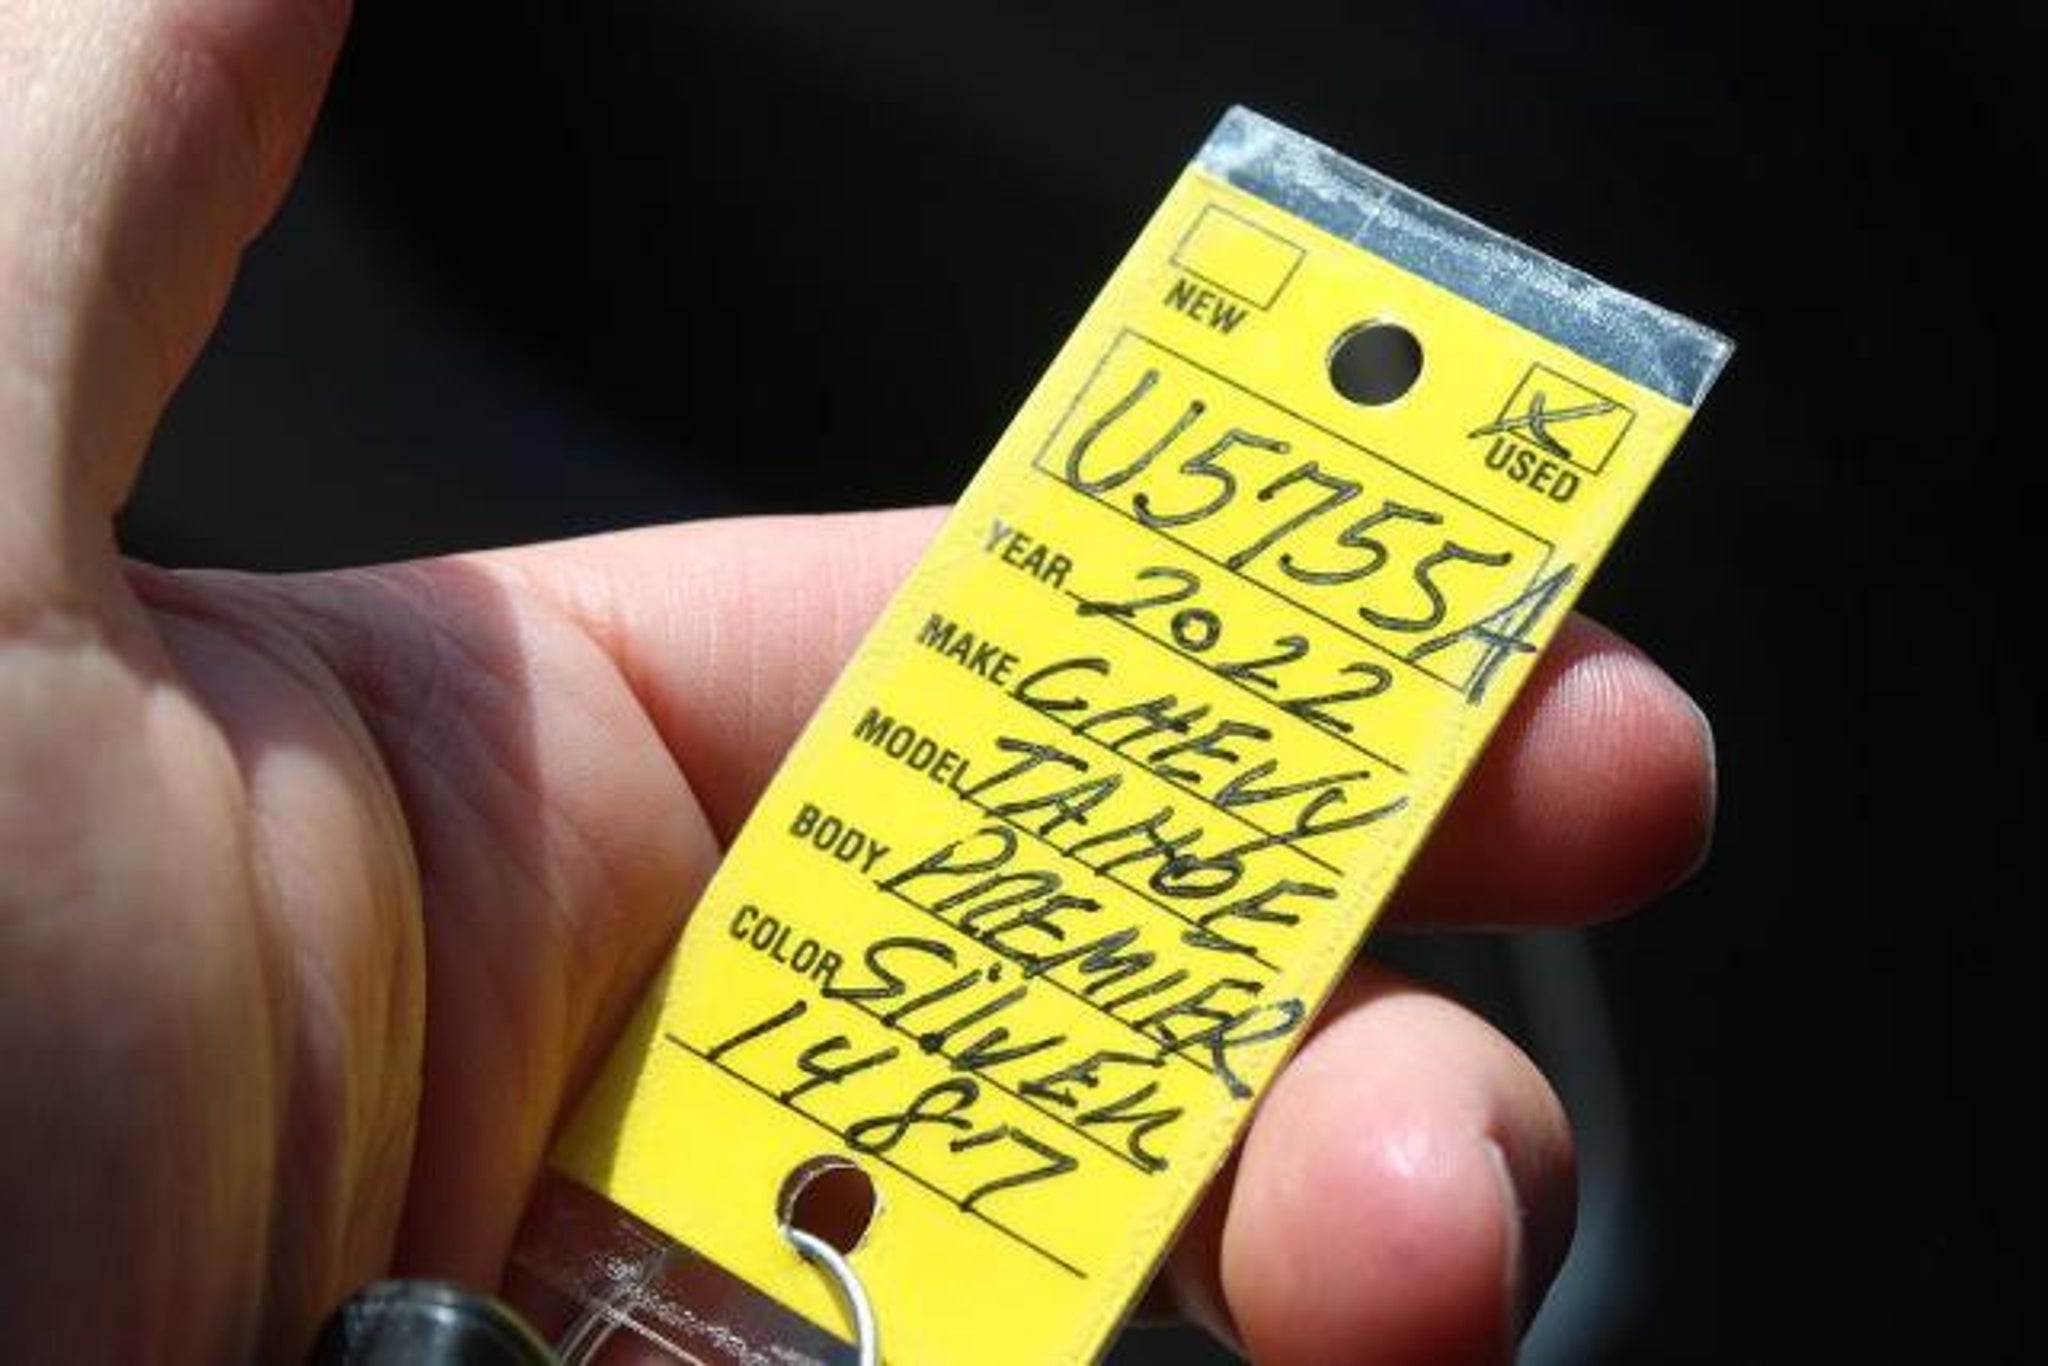 NEW
USED
U5755A
YEAR 2022
MAKE CHEVY
MODEL TAHOE
BODY PREMIER
COLOR SilVER
1487